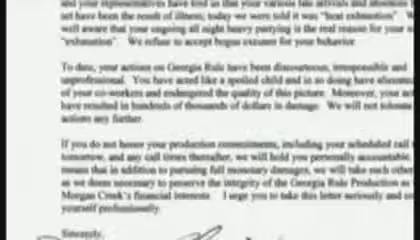 and your representatives have told us that your various late arrivals and absences
set have been the result of illness; today we were told it was "heat exhaustion". We
well aware that your ongoing all night heavy partying is the real reason for your
"exhaustion". We refuse to accept bogus excuses for your behavior.
To date, your actions on Georgia Rule have been discourteous, irresponsible and
unprofessional. You have acted like a spoiled child and in so doing have
of your co-workers and endangered the quality of this picture. Moreover, your
have resulted in hundreds of thousands of dollars in damage. We will not tolerate
actions any further.
If you do not honor your production commitments, including your scheduled call
tomorrow, and any call times thereafter, we will hold you personally accountable.
means that in addition to pursuing full monetary damages, we will take such other
as we deem necessary to preserve the integrity of the Georgia Rule Production as
Morgan Creek's financial interests. I urge you to take this letter seriously and
yourself professionally.
Sincerely,